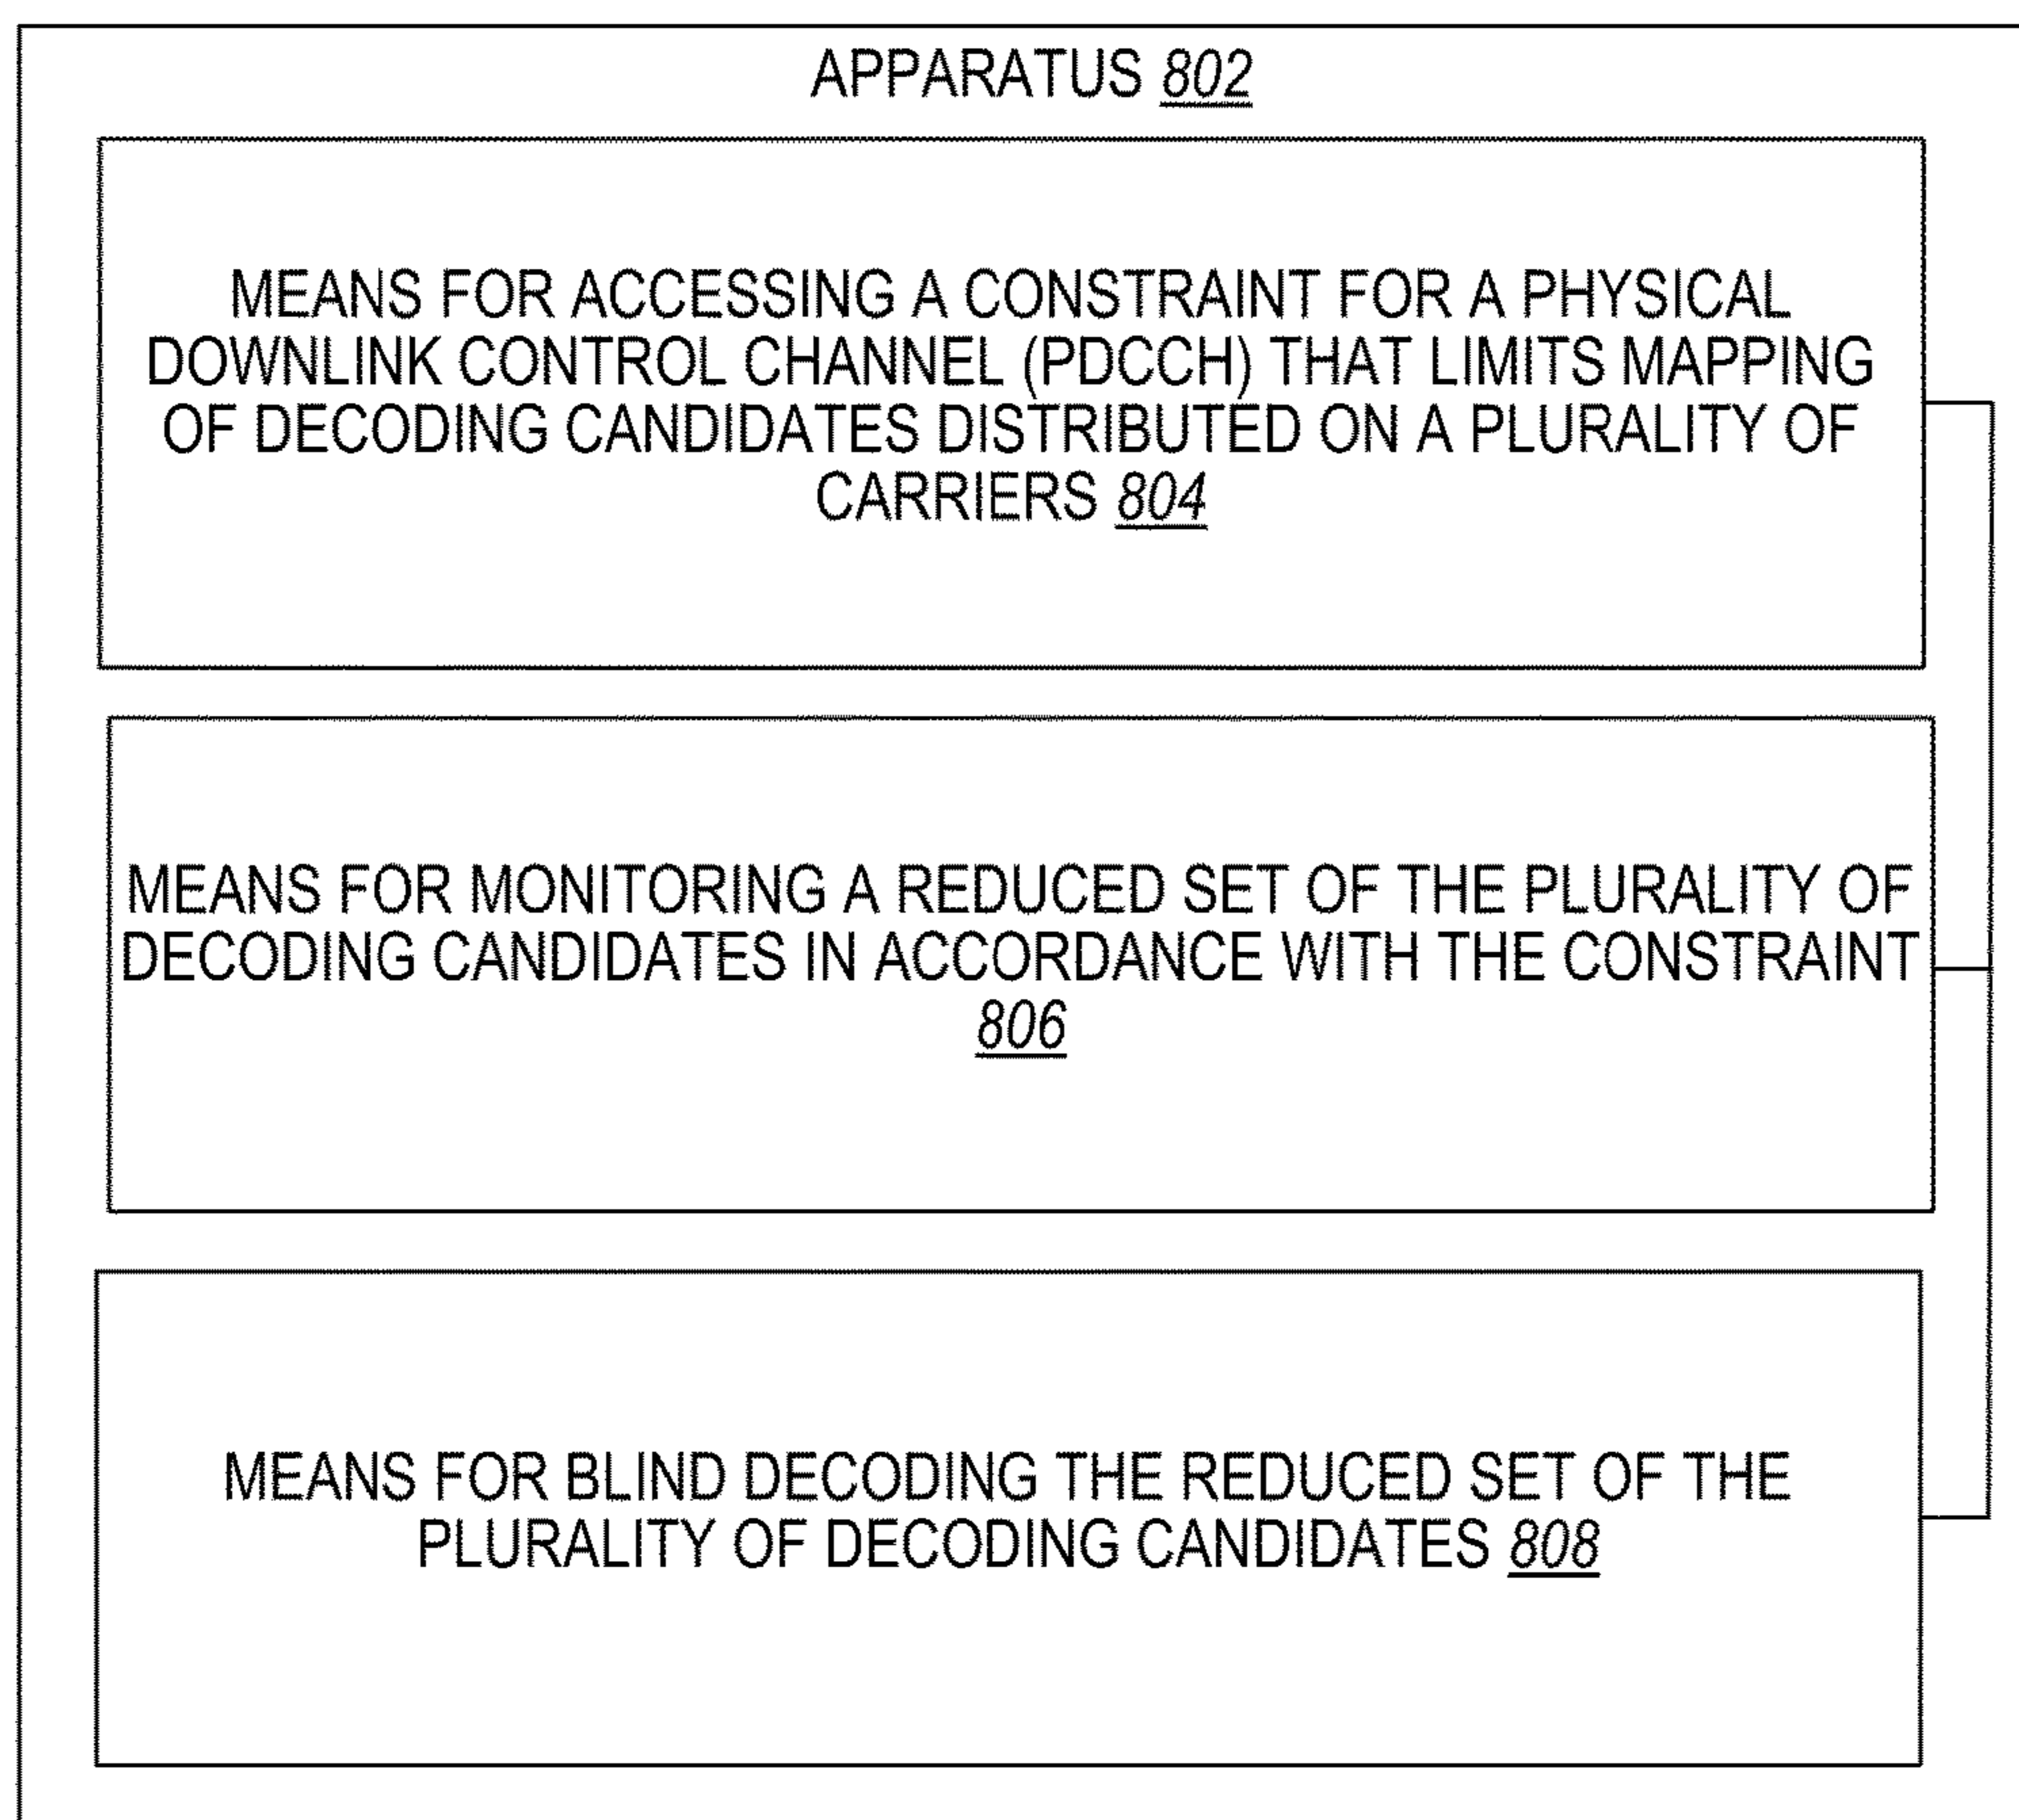 APPARATUS 802
MEANS FOR ACCESSING A CONSTRAINT FOR A PHYSICAL
DOWNLINK CONTROL CHANNEL (PDCCH) THAT LIMITS MAPPING
OF DECODING CANDIDATES DISTRIBUTED ON A PLURALITY OF
CARRIERS 804
MEANS FOR MONITORING A REDUCED SET OF THE PLURALITY OF
DECODING CANDIDATES IN ACCORDANCE WITH THE CONSTRAINT
806
MEANS FOR BLIND DECODING THE REDUCED SET OF THE
PLURALITY OF DECODING CANDIDATES 808